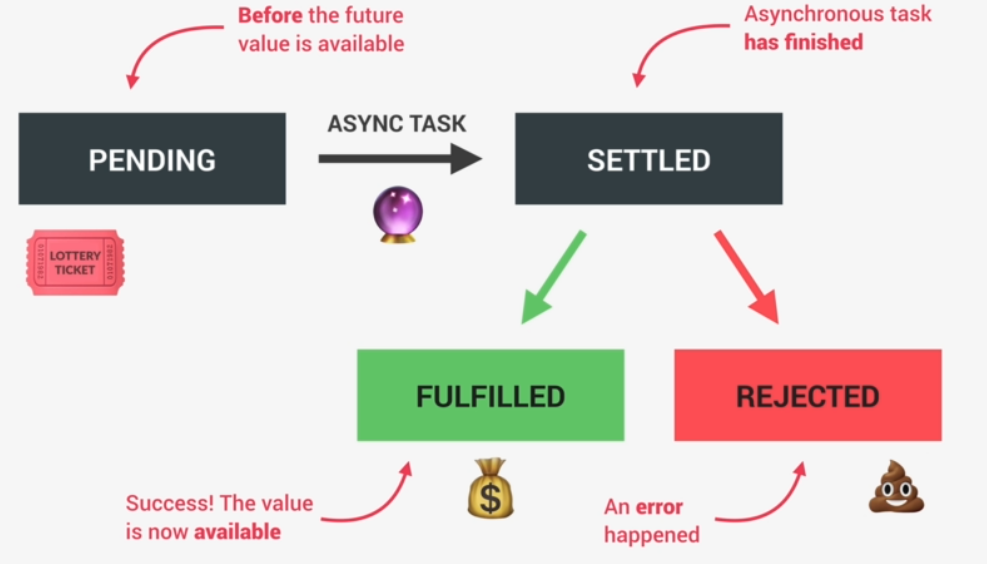 Before the future
value is available
Asynchronous task
has finished
PENDING
ASYNC TASK
SETTLED
LOTTERY
TICKET
FULFILLED
REJECTED
Success! The value
is now available
$
An error
happened